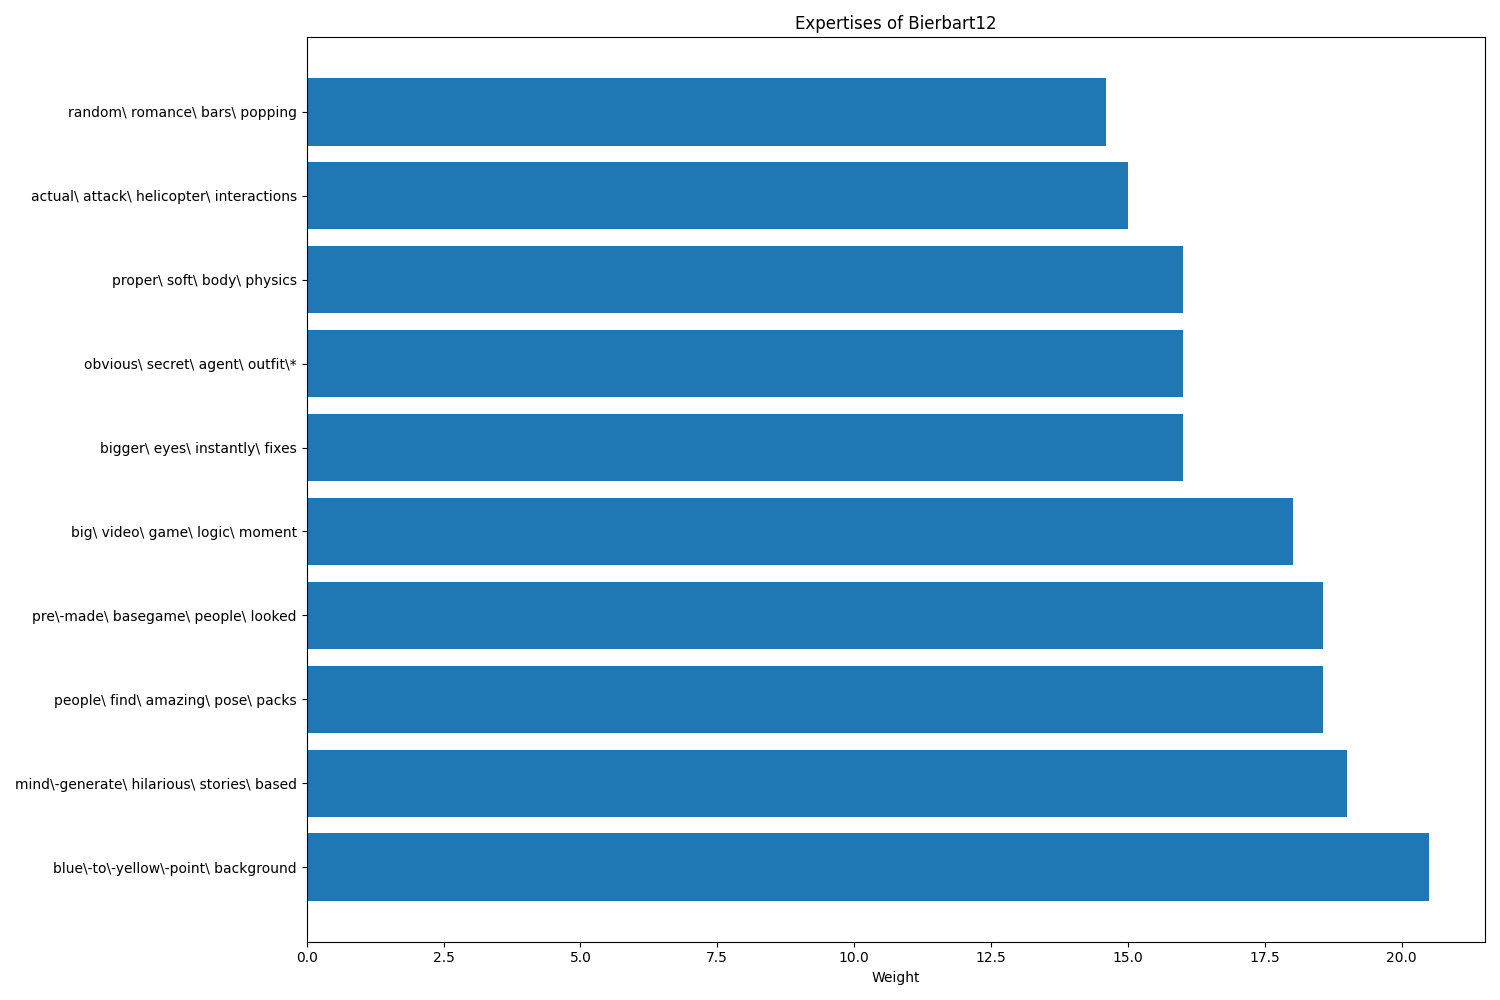 Expertises of Bierbart12
random\ romance\ bars\ popping
actual\ attack\ helicopter\ interactions
proper\ soft\ body\ physics
obvious\ secret\ agent\ outfit\*
bigger\ eyes\ instantly\ fixes
big\ video\ game\ logic\ moment
pre\-made\ basegame\ people\ looked
people\ find\ amazing\ pose\ packs
mind\-generate\ hilarious\ stories\ based
blue\-to\-yellow\-point\ background
0.0 2.5 5.0 7.5 10.0 12.5 15.0 17.5 20.0
Weight